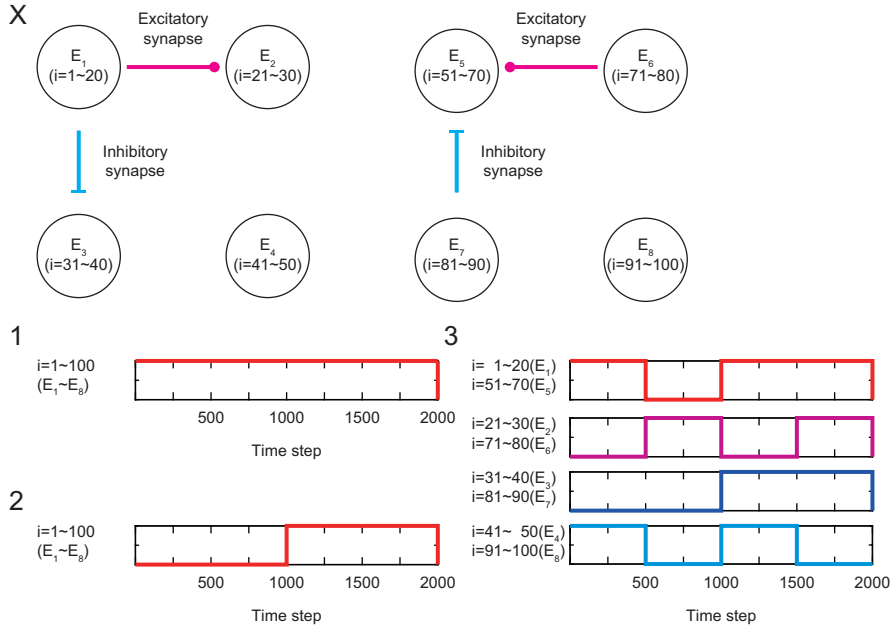 X
Excitatory
synapse
Excitatory
synapse
E1
(i=1~20)
E2
(i=21~30)
E5
(i=51~70)
E6
(i=71~80)
Inhibitory
synapse
Inhibitory
synapse
E3
(i=31~40)
E4
(i=41~50)
E7
(i=81~90)
E8
(i=91~100)
1
i=1~100
(E1~E8)
500 1000 1500 2000
Time step
2
i=1~100
(E1~E8)
500 1000 1500 2000
Time step
3
i= 1~20(E1)
i=51~70(E5)
i=21~30(E2)
i=71~80(E6)
i=31~40(E3)
i=81~90(E7)
i=41~ 50(E4)
i=91~100(E8)
500 1000 1500 2000
Time step